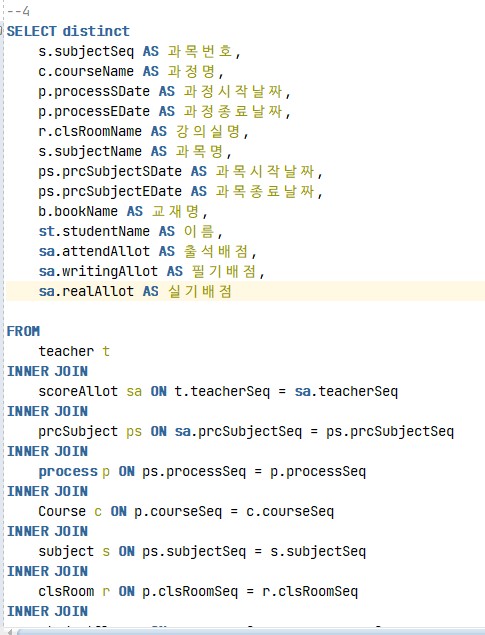 --4
SELECT distinct
s.subjectSeq AS 과목번호,
c.courseName AS 과정명,
p.processSDate AS 과정시작날짜,
p.processEDate AS 과정종료날짜,
r.clsRoomName AS 강의실명,
s.subjectName AS 과목명,
ps.prcSubjectSDate AS 과목시작날짜,
ps.prcSubjectEDate AS 과목종료날짜,
b.bookName AS 교재명,
st.studentName AS 이름,
sa.attendAllot AS 출석배점,
sa.writingAllot AS 필기배점,
sa.realAllot AS 실기배점
FROM
teacher t
INNER JOIN
scoreAllot sa ON t.teacherSeq = sa.teacherSeq
INNER JOIN
prcSubject ps ON sa.prcSubjectSeq = ps.prcSubjectSeq
INNER JOIN
process p ON ps.processSeq = p.processSeq
INNER JOIN
Course c ON p.courseSeq = c.courseSeq
INNER JOIN
subject s ON ps.subjectSeq = s.subjectSeq
INNER JOIN
clsRoom r ON p.clsRoomSeq = r.clsRoomSeq
INNER JOIN